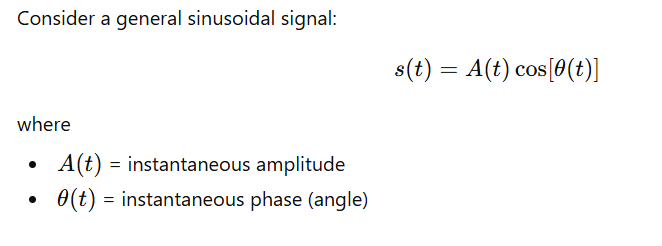 Consider a general sinusoidal signal:
s(t) = A(t) cos[θ(t)]
where
• A(t) = instantaneous amplitude
• θ(t) = instantaneous phase (angle)